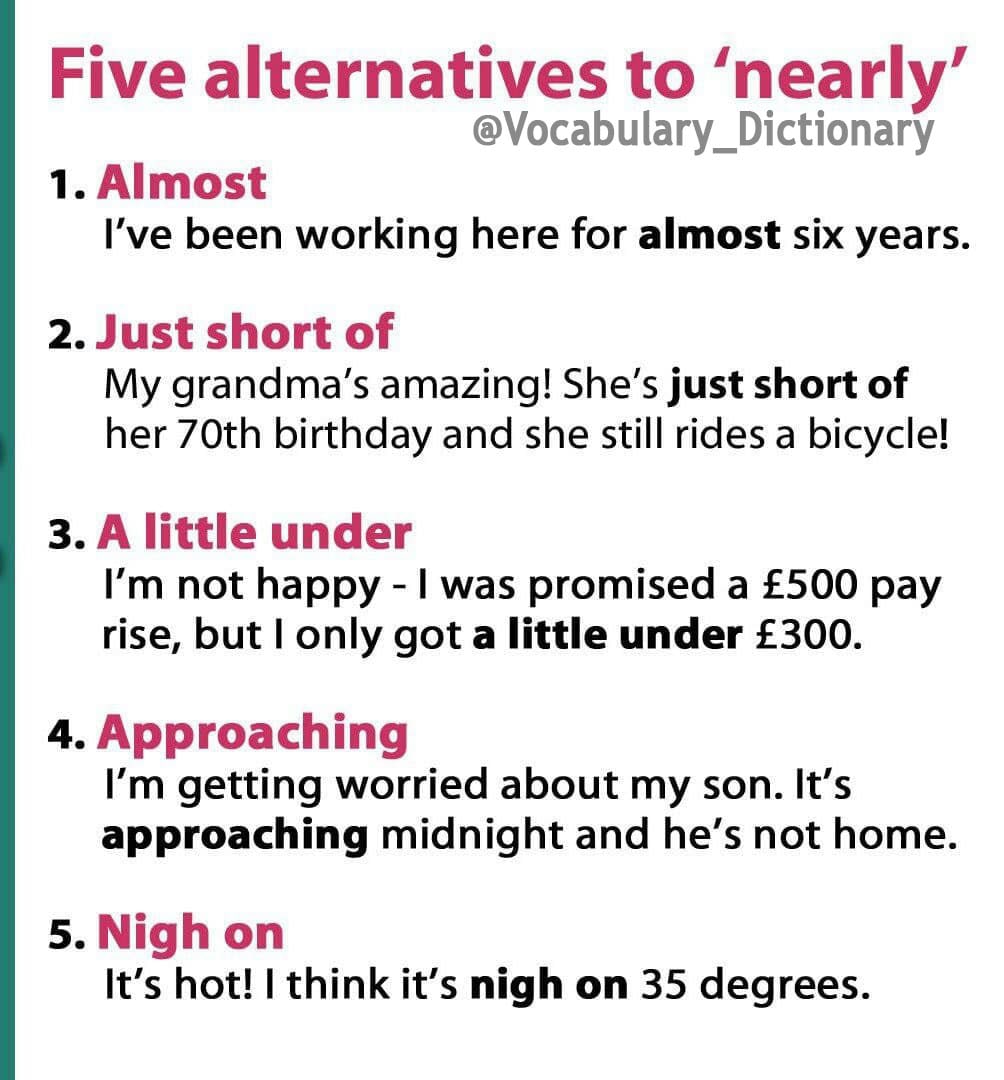 Five alternatives to ‘nearly’
@Vocabulary_Dictionary
1. Almost
I’ve been working here for almost six years.
2. Just short of
My grandma’s amazing! She’s just short of
her 70th birthday and she still rides a bicycle!
3. A little under
I’m not happy - I was promised a £500 pay
rise, but I only got a little under £300.
4. Approaching
I’m getting worried about my son. It’s
approaching midnight and he’s not home.
5. Nigh on
It’s hot! I think it’s nigh on 35 degrees.